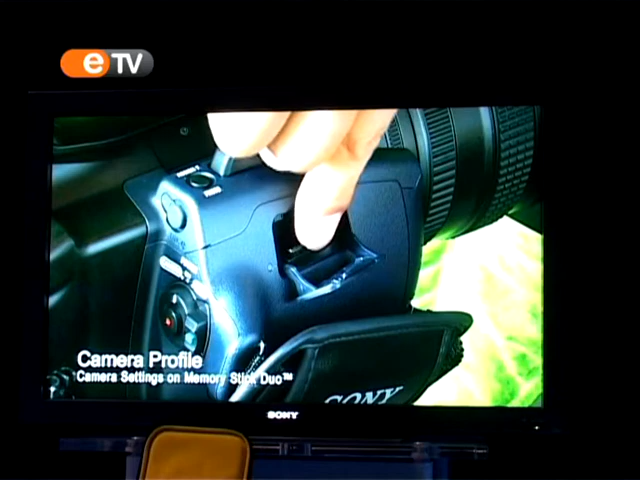 eTV
Camera Profile
Camera Settings on Memory Stick Duo™
SONY
SONY